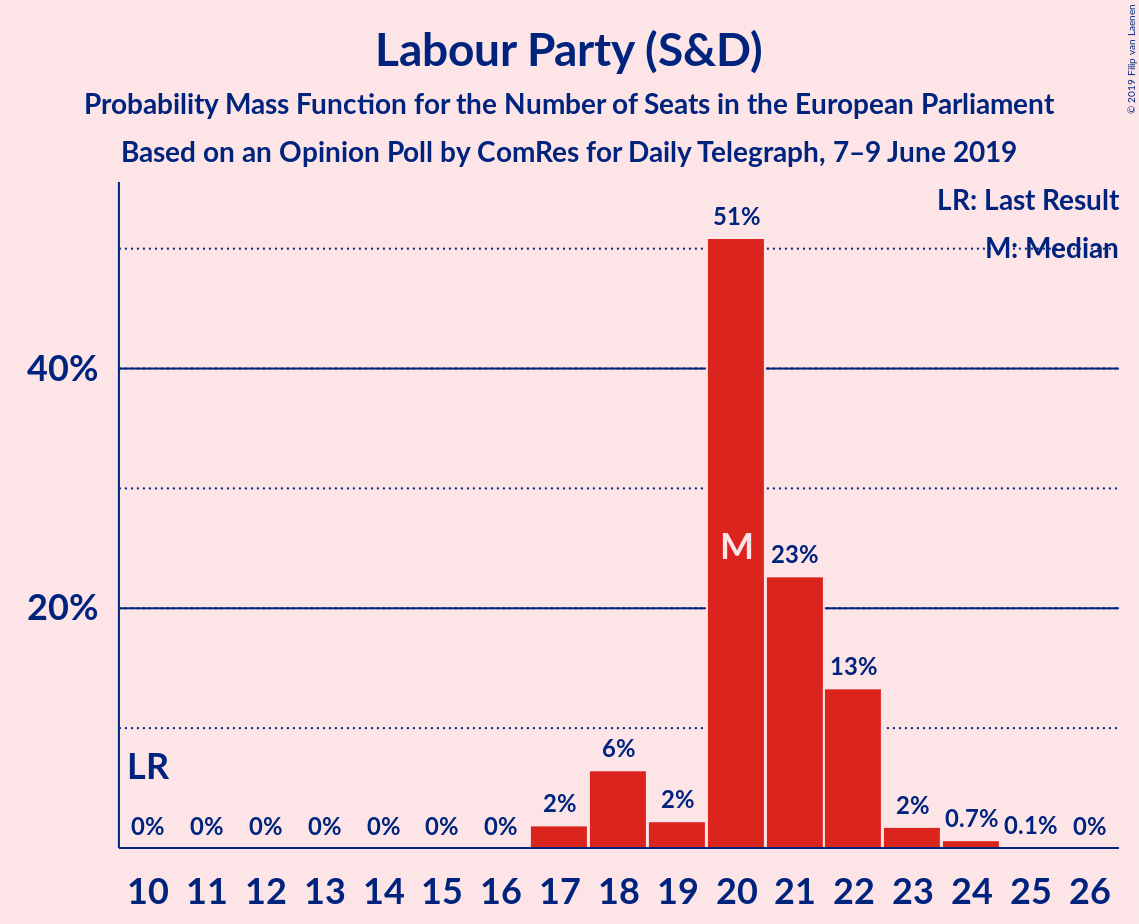 Labour Party (S&D)
Probability Mass Function for the Number of Seats in the European Parliament
Based on an Opinion Poll by ComRes for Daily Telegraph, 7–9 June 2019
© 2019 Filip van Laenen
LR: Last Result
M: Median
51%
40%
M
23%
20%
13%
LR
6%
0% 0% 0% 0% 0% 0% 0% 2% 2% 2% 0.7% 0.1% 0%
10 11 12 13 14 15 16 17 18 19 20 21 22 23 24 25 26